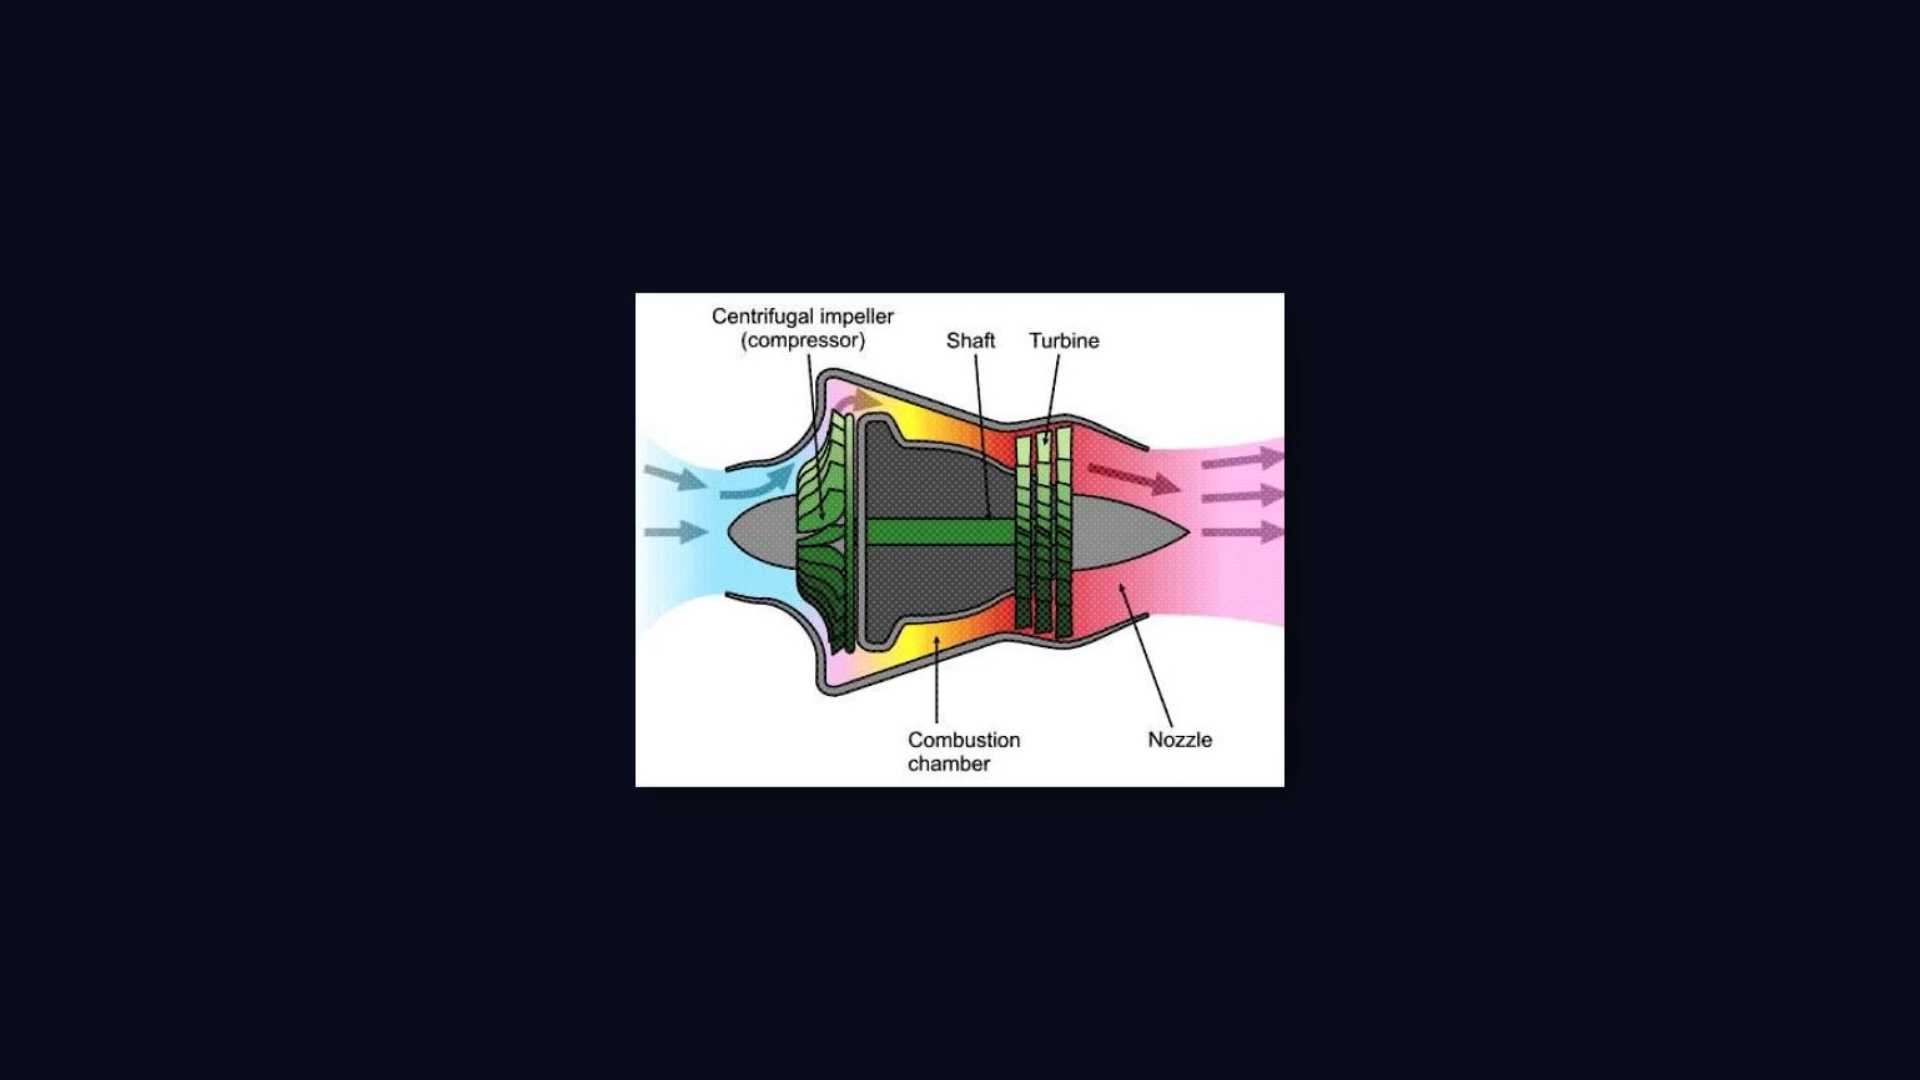 Centrifugal impeller
(compressor)
Shaft
Turbine
Combustion
chamber
Nozzle